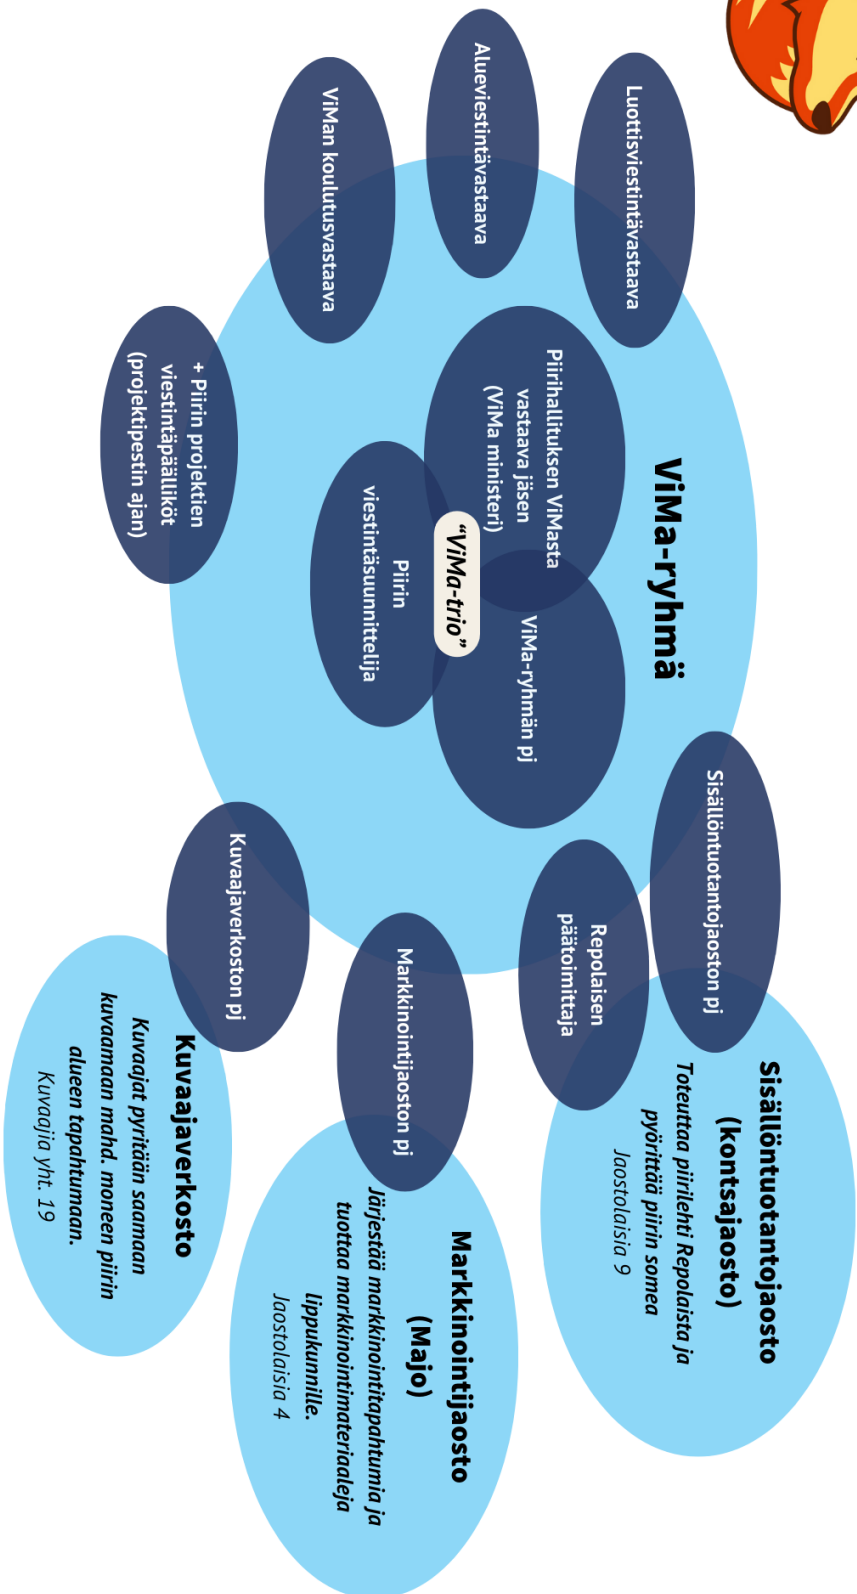 ViMa-ryhmä
Luottisviestintävastaava
Alueviestintävastaava
ViMan koulutusvastaava
+ Piirin projektien
viestintäpäälliköt
(projektipestin ajan)
Piirihallituksen ViMasta
vastaava jäsen
(ViMa ministeri)
ViMa-ryhmän pj
“ViMa-trio”
Piirin
viestintäsuunnittelija
Sisällöntuotantojaoston pj
Repolaisen
päätoimittaja
Markkinointijaoston pj
Kuvaajaverkoston pj
Sisällöntuotantojaosto
(kontsajaosto)
Toteuttaa piirilehti Repolaista ja
pyörittää piirin somea
Jaostolaisia 9
Markkinointijaosto
(Majo)
Järjestää markkinointitapahtumia ja
tuottaa markkinointimateriaaleja
lippukunnille.
Jaostolaisia 4
Kuvaajaverkosto
Kuvaajat pyritään saamaan
kuvaamaan mahd. moneen piirin
alueen tapahtumaan.
Kuvaajia yht. 19